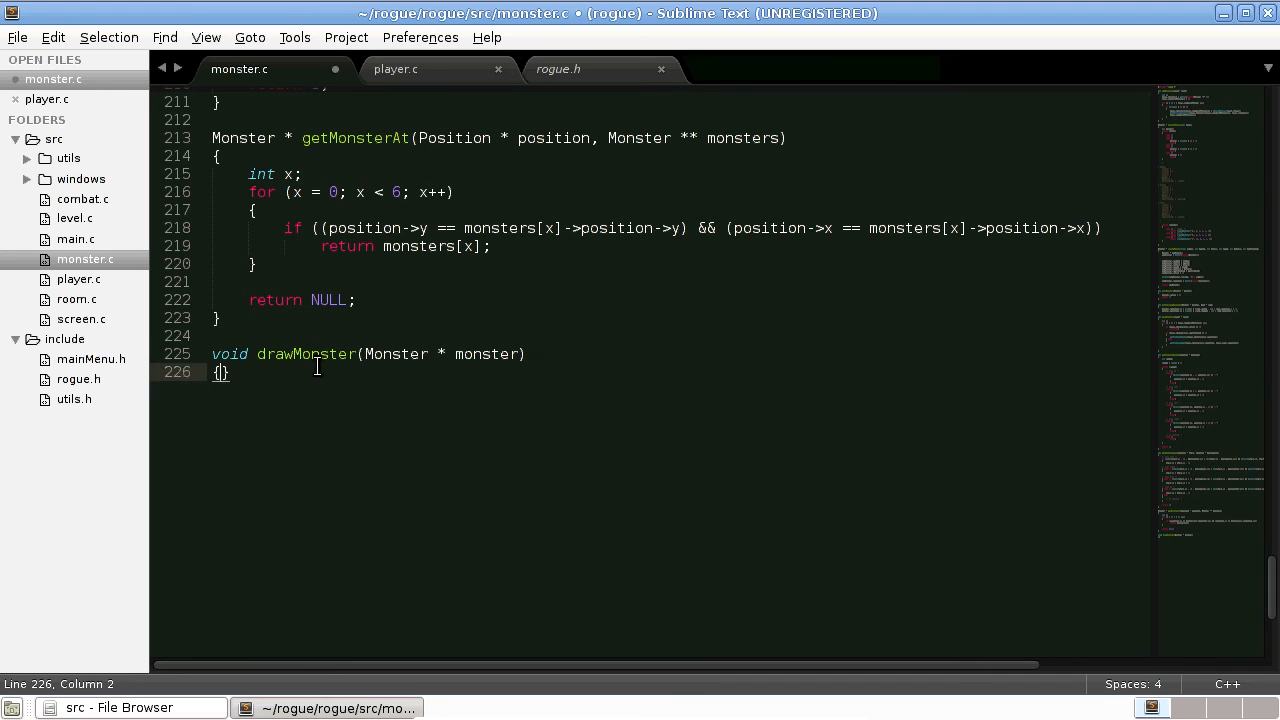 ~/rogue/rogue/src/monster.c • (rogue) - Sublime Text (UNREGISTERED)
File Edit Selection Find View Goto Tools Project Preferences Help
OPEN FILES
monster.c
player.c
FOLDERS
src
utils
windows
combat.c
level.c
main.c
monster.c
player.c
room.c
screen.c
include
mainMenu.h
rogue.h
utils.h
monster.c player.c rogue.h
211 }
212
213 Monster * getMonsterAt(Position * position, Monster ** monsters)
214 {
215 int x;
216 for (x = 0; x < 6; x++)
217 {
218 if ((position->y == monsters[x]->position->y) && (position->x == monsters[x]->position->x))
219 return monsters[x];
220 }
221
222 return NULL;
223 }
224
225 void drawMonster(Monster * monster)
226 {}
Line 226, Column 2 Spaces: 4 C++
src - File Browser ~/rogue/rogue/src/mo...